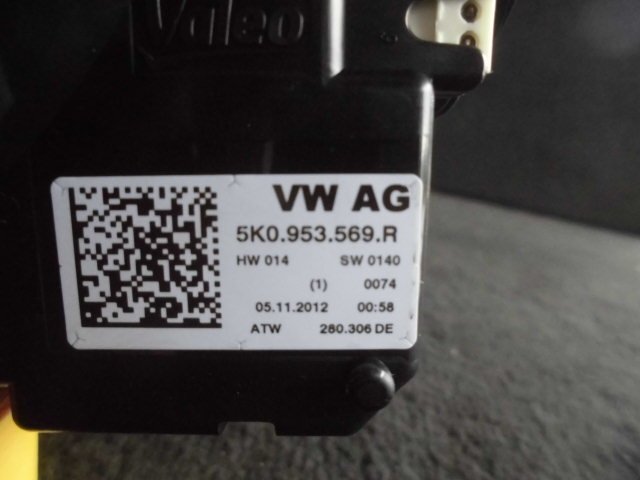 Valeo
VW AG
5K0.953.569.R
HW 014 SW 0140
(1) 0074
05.11.2012 00:58
ATW 280.306 DE